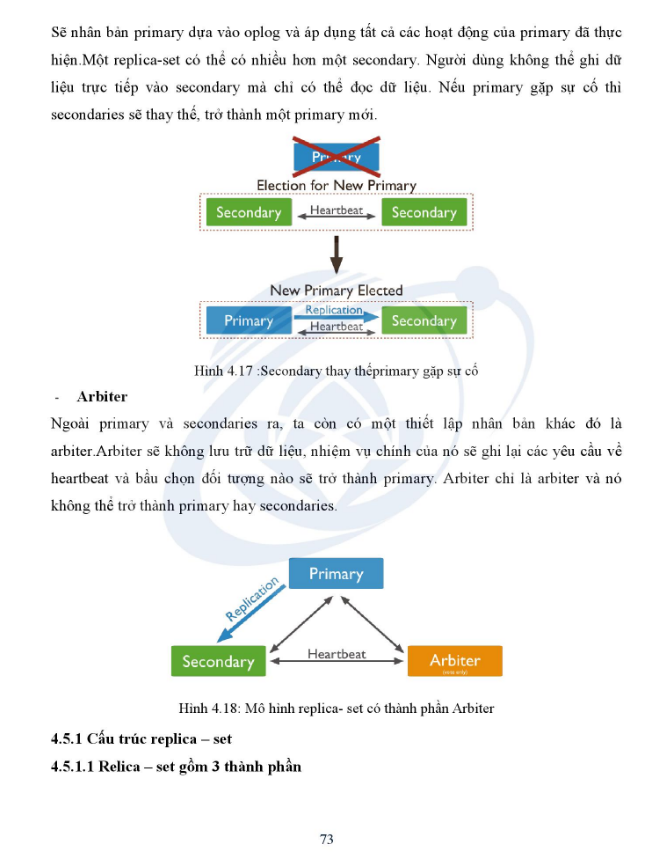 Sẽ nhân bản primary dựa vào oplog và áp dụng tất cả các hoạt động của primary đã thực
hiện.Một replica-set có thể có nhiều hơn một secondary. Người dùng không thể ghi dữ
liệu trực tiếp vào secondary mà chỉ có thể đọc dữ liệu. Nếu primary gặp sự cố thì
secondaries sẽ thay thế, trở thành một primary mới.
Primary
Election for New Primary
Secondary Heartbeat Secondary
New Primary Elected
Primary Replication Heartbeat Secondary
Hình 4.17 :Secondary thay thếprimary gặp sự cố
- Arbiter
Ngoài primary và secondaries ra, ta còn có một thiết lập nhân bản khác đó là
arbiter.Arbiter sẽ không lưu trữ dữ liệu, nhiệm vụ chính của nó sẽ ghi lại các yêu cầu về
heartbeat và bầu chọn đối tượng nào sẽ trở thành primary. Arbiter chỉ là arbiter và nó
không thể trở thành primary hay secondaries.
Primary
Replication
Secondary Heartbeat Arbiter
Hình 4.18: Mô hình replica- set có thành phần Arbiter
4.5.1 Cấu trúc replica – set
4.5.1.1 Relica – set gồm 3 thành phần
73